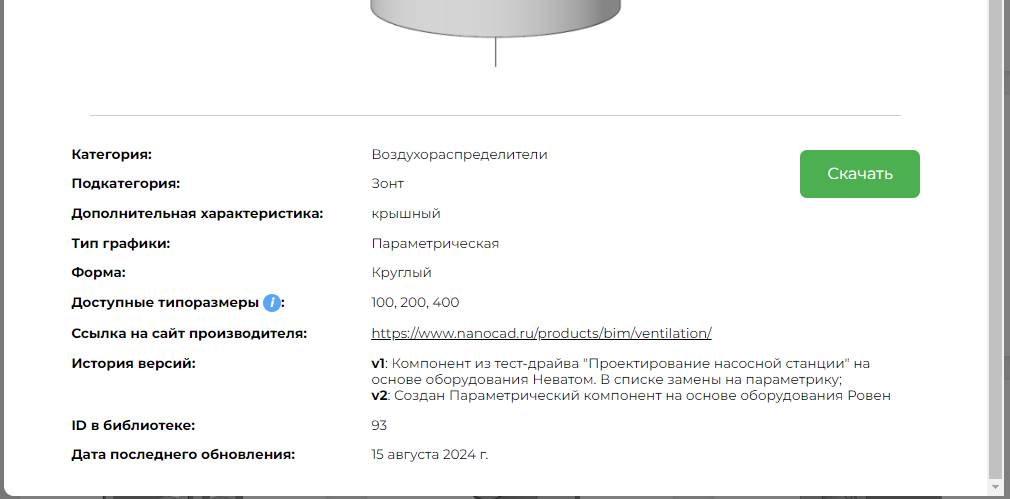 Категория: Воздухораспределители
Скачать
Подкатегория: Зонт
Дополнительная характеристика: крышный
Тип графики: Параметрическая
Форма: Круглый
Доступные типоразмеры i: 100, 200, 400
Ссылка на сайт производителя: https://www.nanocad.ru/products/bim/ventilation/
История версий: v1: Компонент из тест-драйва "Проектирование насосной станции" на
основе оборудования Неватом. В списке замены на параметрику;
v2: Создан Параметрический компонент на основе оборудования Ровен
ID в библиотеке: 93
Дата последнего обновления: 15 августа 2024 г.